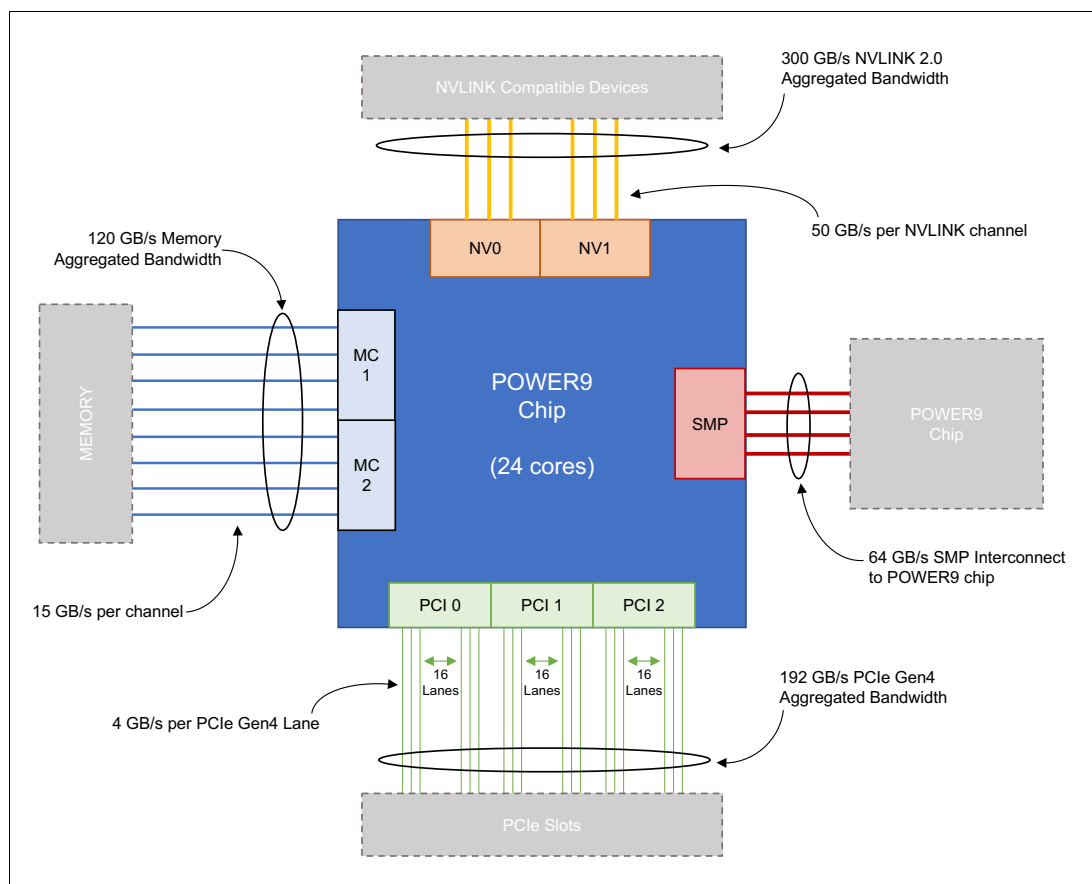 300 GB/s NVLINK 2.0
Aggregated Bandwidth
NVLINK Compatible Devices
50 GB/s per NVLINK channel
NV0
NV1
120 GB/s Memory
Aggregated Bandwidth
MEMORY
MC
1
MC
2
POWER9
Chip
(24 cores)
SMP
POWER9
Chip
64 GB/s SMP Interconnect
to POWER9 chip
15 GB/s per channel
PCI 0
PCI 1
PCI 2
16
Lanes
16
Lanes
16
Lanes
4 GB/s per PCIe Gen4 Lane
192 GB/s PCIe Gen4
Aggregated Bandwidth
PCIe Slots